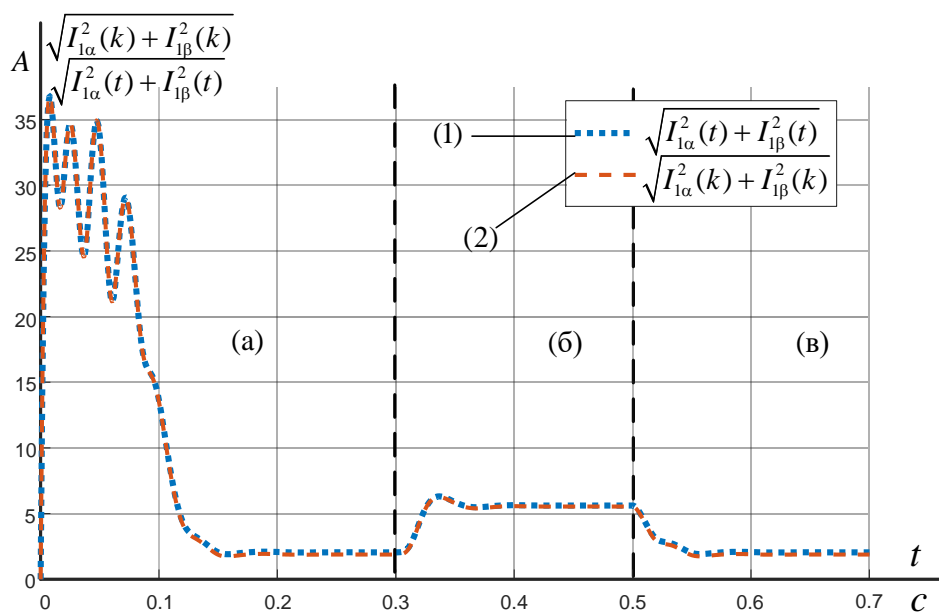 √(I²₁α(k) + I²₁β(k))
A
√(I²₁α(t) + I²₁β(t))
35
30
25
20
15
10
5
0
(1)
√(I²₁α(t) + I²₁β(t))
√(I²₁α(k) + I²₁β(k))
(2)
(а)
(б)
(в)
t
0
0.1
0.2
0.3
0.4
0.5
0.6
0.7
c